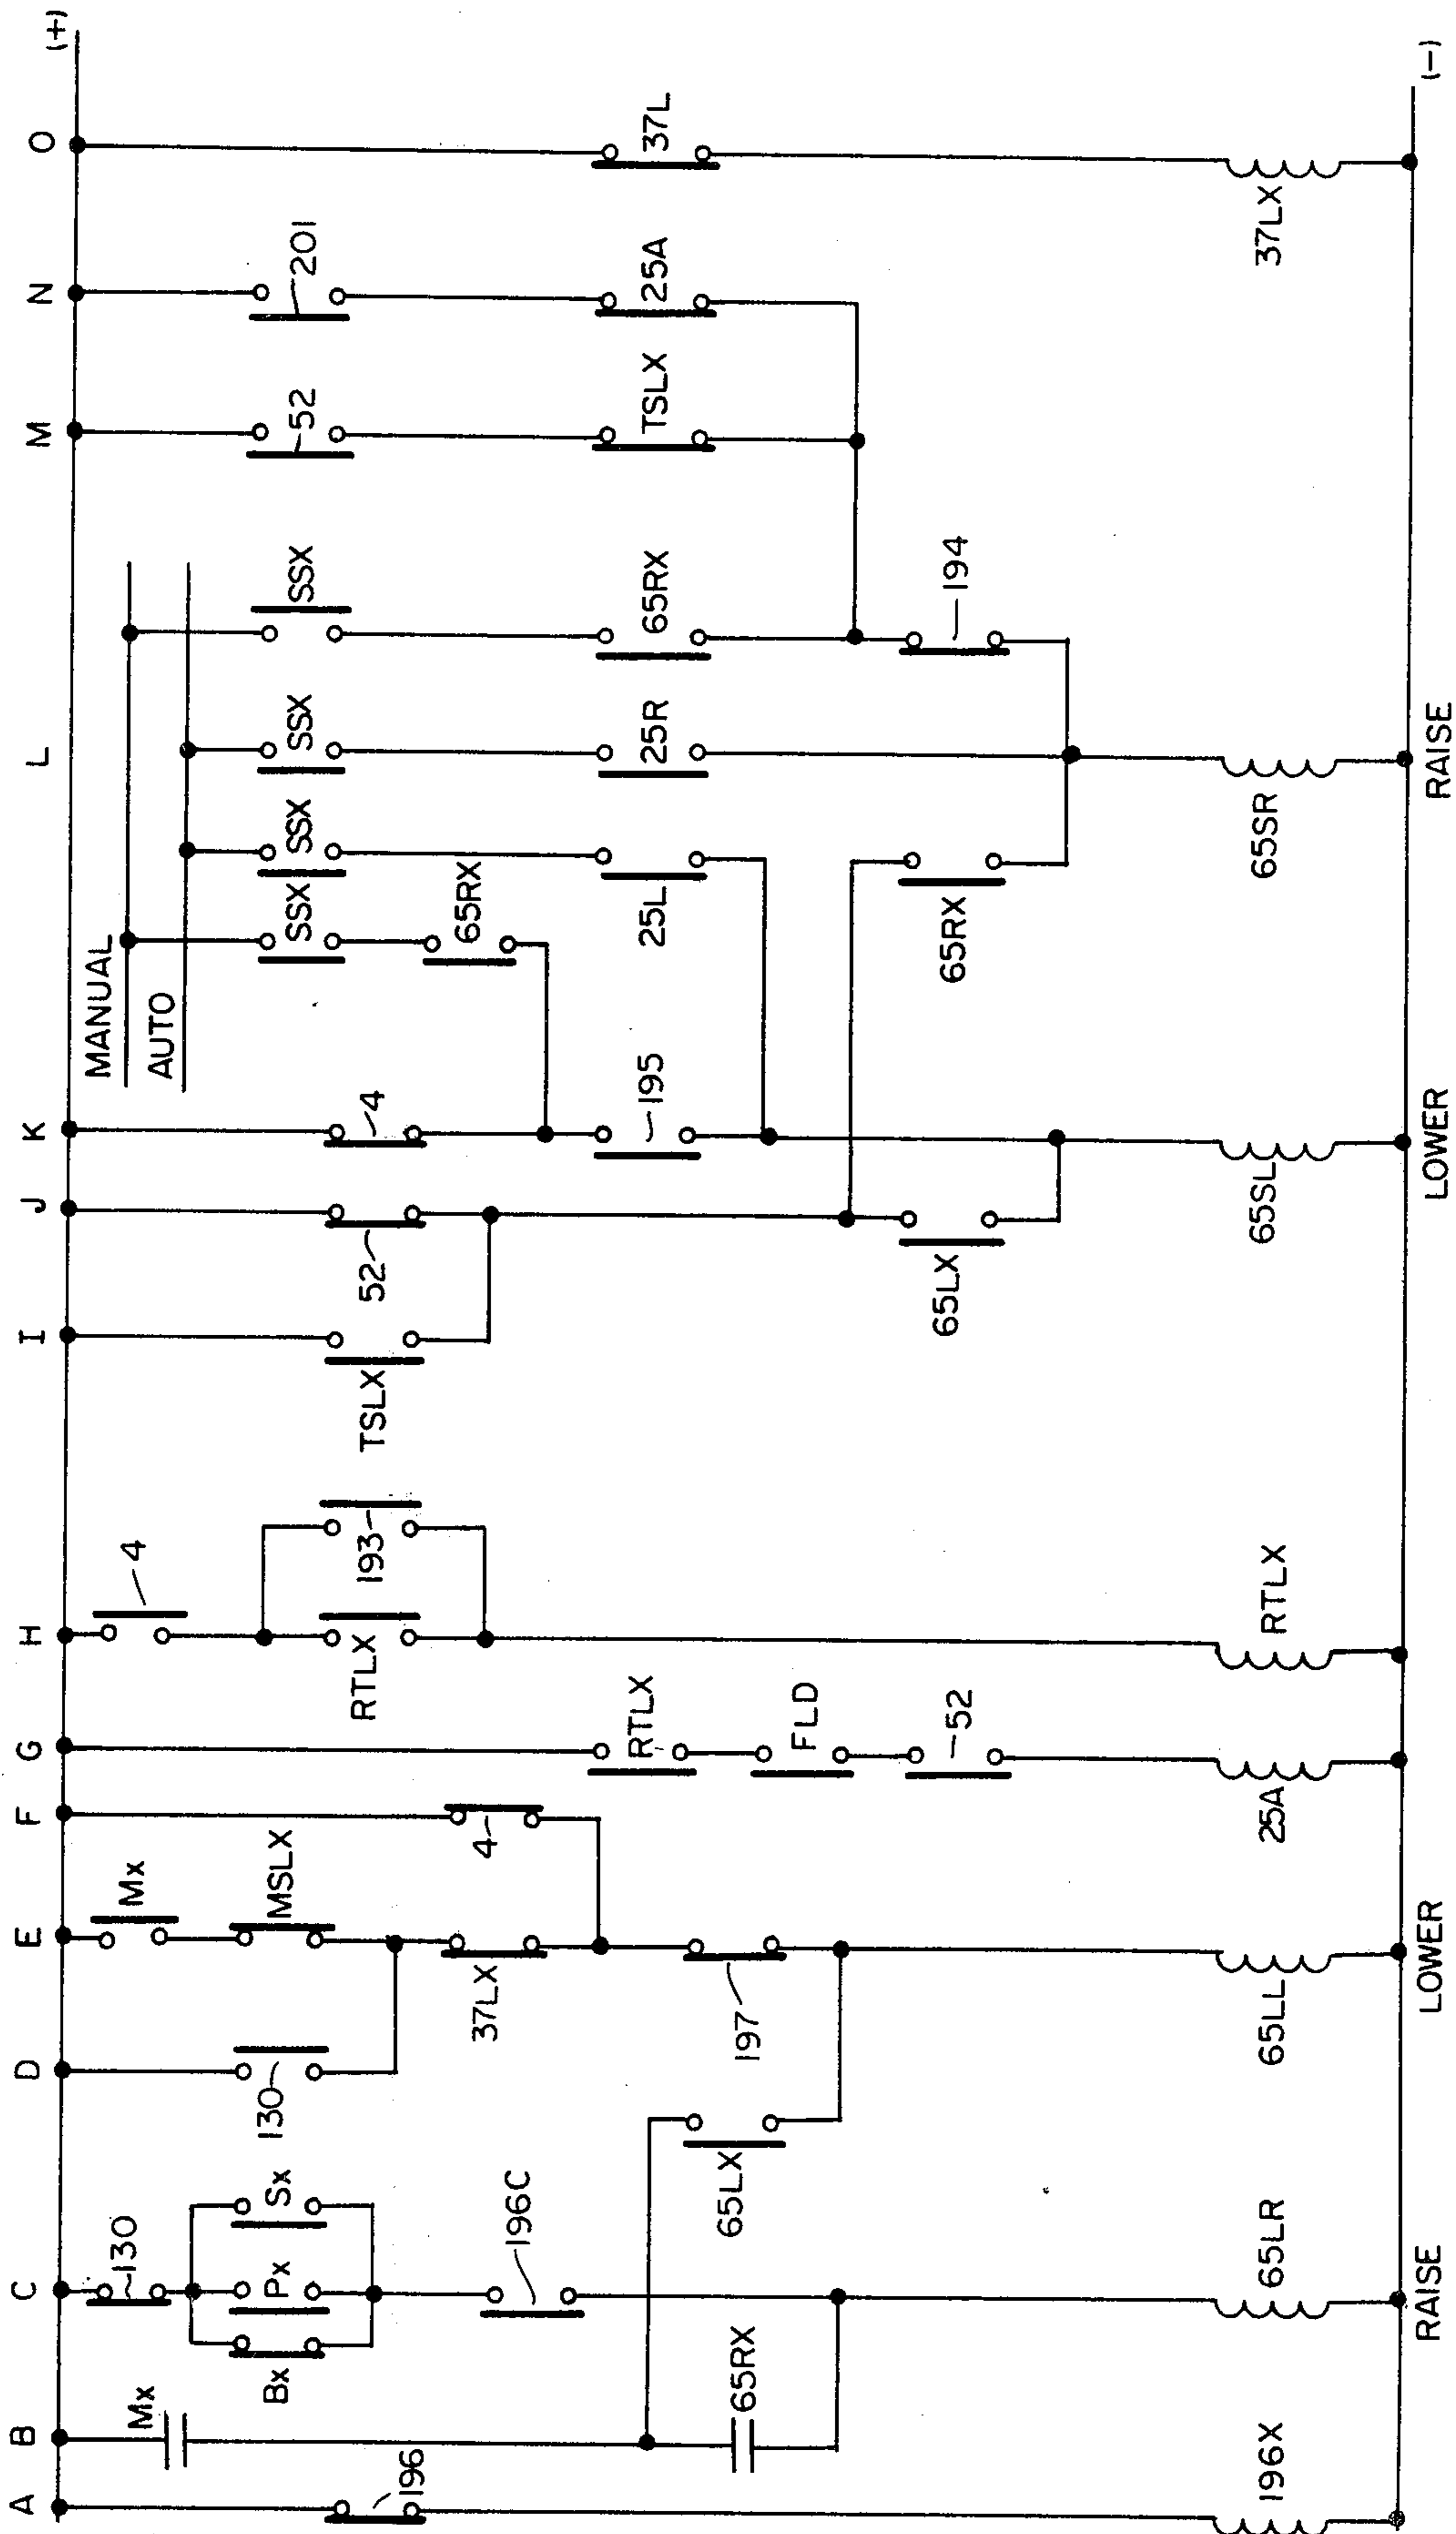 (+)
(-)
A
B
C
D
E
F
G
H
I
J
K
L
M
N
O
MANUAL
AUTO
196
196X
Mx
65RX
130
Bx
Px
Sx
196C
65LR
RAISE
65LX
130
Mx
MSLX
37LX
197
65LL
LOWER
4
RTLX
FLD
52
25A
4
RTLX
193
RTLX
TSLX
52
65LX
4
195
65SL
LOWER
SSX
65RX
SSX
25L
65RX
SSX
25R
65SR
RAISE
SSX
65RX
194
52
TSLX
201
25A
37L
37LX